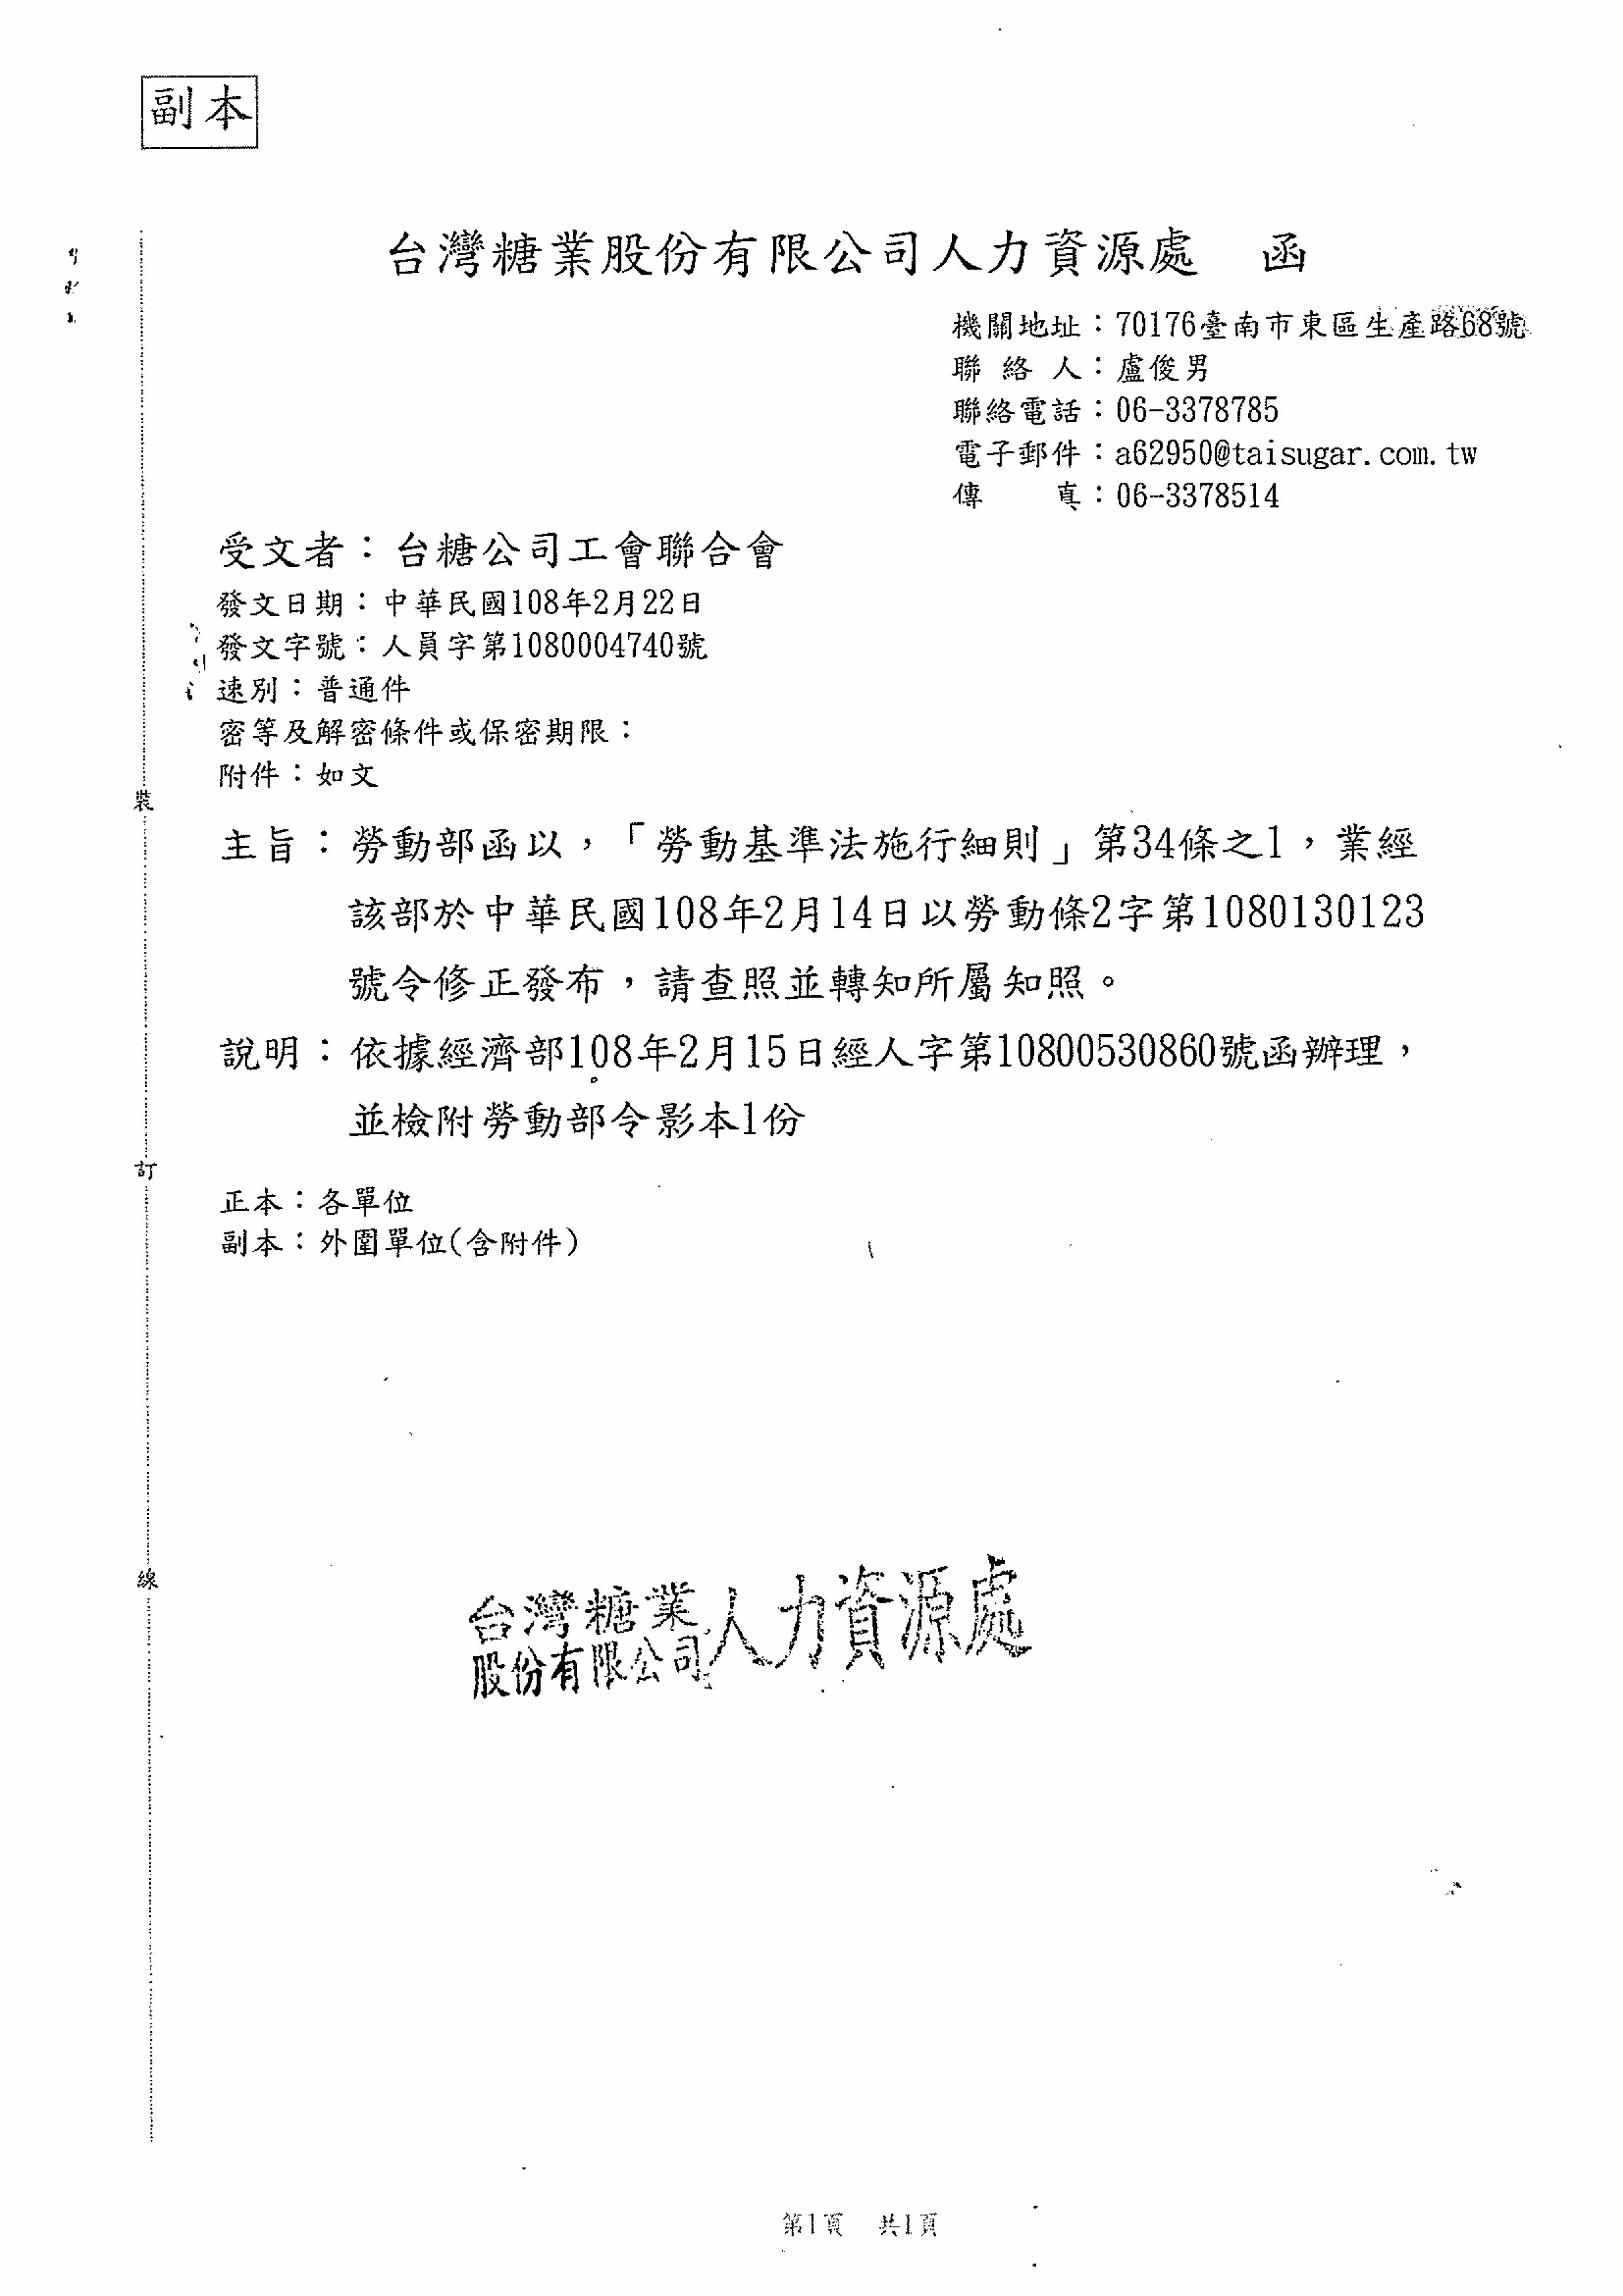 副本
台灣糖業股份有限公司人力資源處　函
機關地址：70176臺南市東區生產路68號
聯 絡 人：盧俊男
聯絡電話：06-3378785
電子郵件：a62950@taisugar.com.tw
傳　　真：06-3378514
受文者：台糖公司工會聯合會
發文日期：中華民國108年2月22日
發文字號：人員字第1080004740號
速別：普通件
密等及解密條件或保密期限：
附件：如文
主旨：勞動部函以，「勞動基準法施行細則」第34條之1，業經
該部於中華民國108年2月14日以勞動條2字第1080130123
號令修正發布，請查照並轉知所屬知照。
說明：依據經濟部108年2月15日經人字第10800530860號函辦理，
並檢附勞動部令影本1份。
正本：各單位
副本：外圍單位(含附件)
裝
訂
線
台灣糖業
股份有限公司
人力資源處
第1頁　共1頁